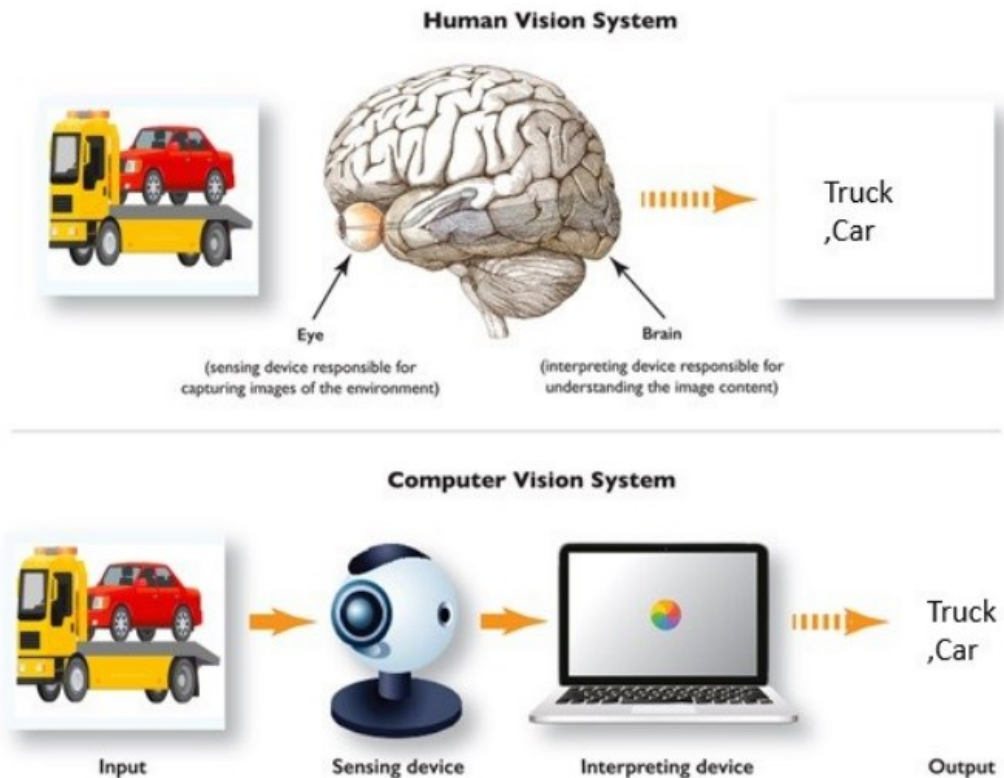 Human Vision System
Truck
,Car
Eye
(sensing device responsible for
capturing images of the environment)
Brain
(interpreting device responsible for
understanding the image content)
Computer Vision System
Truck
,Car
Input
Sensing device
Interpreting device
Output